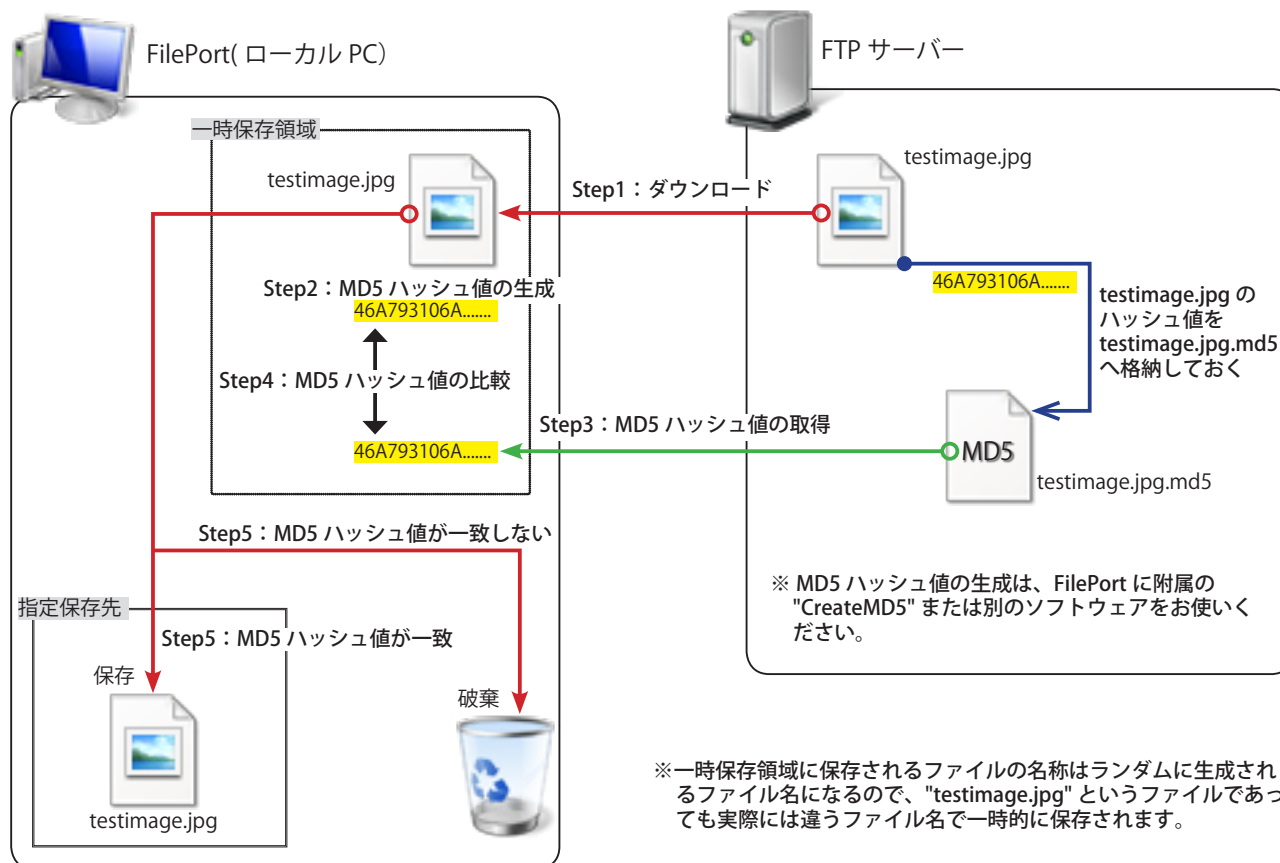 FilePort( ローカル PC）
FTP サーバー
一時保存領域
testimage.jpg
Step1：ダウンロード
testimage.jpg
Step2：MD5 ハッシュ値の生成
46A793106A.......
46A793106A.......
testimage.jpg の
ハッシュ値を
testimage.jpg.md5
へ格納しておく
Step4：MD5 ハッシュ値の比較
Step3：MD5 ハッシュ値の取得
46A793106A.......
MD5
testimage.jpg.md5
Step5：MD5 ハッシュ値が一致しない
※ MD5 ハッシュ値の生成は、FilePort に附属の
"CreateMD5" または別のソフトウェアをお使いく
ださい。
指定保存先
Step5：MD5 ハッシュ値が一致
保存
破棄
testimage.jpg
※一時保存領域に保存されるファイルの名称はランダムに生成され
るファイル名になるので、"testimage.jpg" というファイルであっ
ても実際には違うファイル名で一時的に保存されます。